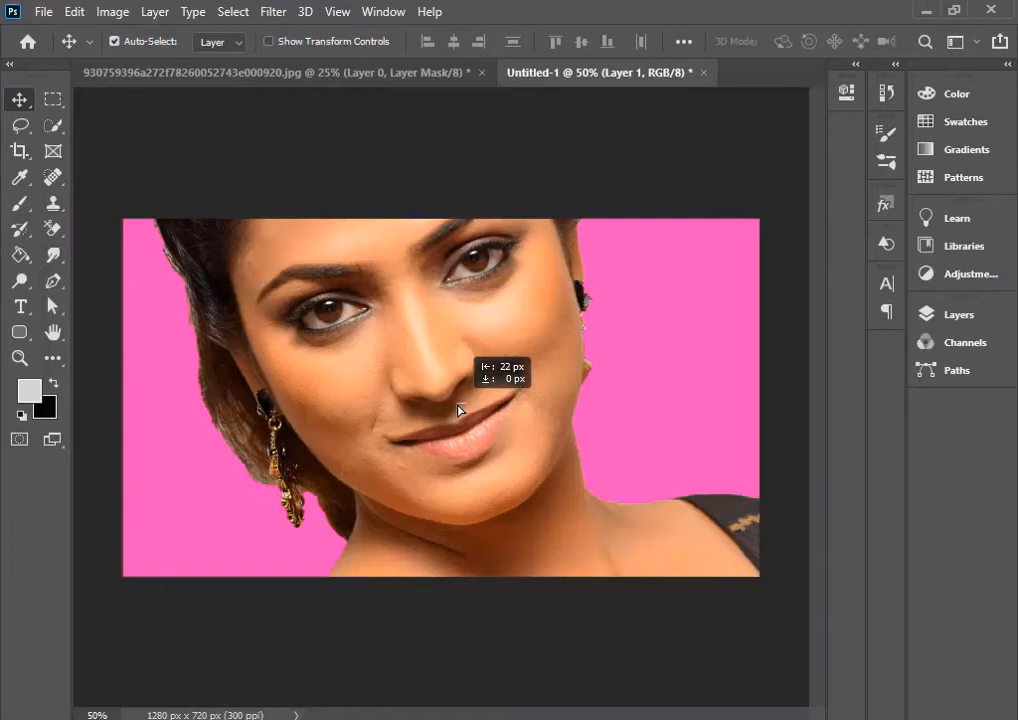 Ps File Edit Image Layer Type Select Filter 3D View Window Help
Auto-Select: Layer Show Transform Controls 3D Mode:
930759396a272f78260052743e000920.jpg @ 25% (Layer 0, Layer Mask/8) * × Untitled-1 @ 50% (Layer 1, RGB/8) * ×
Color
Swatches
Gradients
Patterns
Learn
Libraries
Adjustme...
Layers
Channels
Paths
fx
A
T
22 px
0 px
50% 1280 px x 720 px (300 ppi)